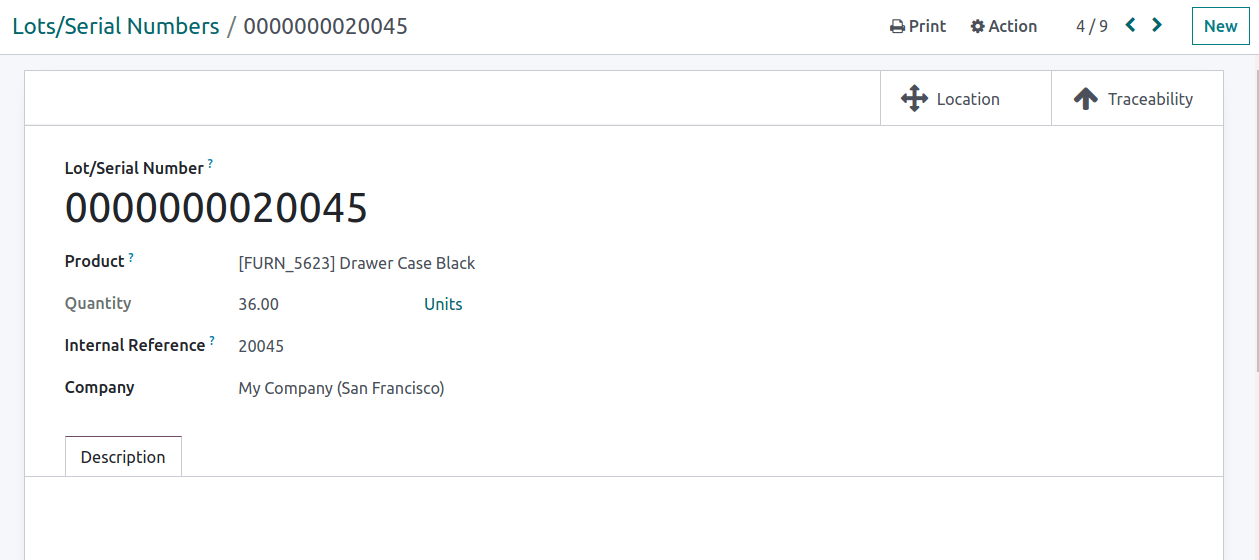 Lots/Serial Numbers / 0000000020045 Print Action 4 / 9 New
Location Traceability
Lot/Serial Number ?
0000000020045
Product ? [FURN_5623] Drawer Case Black
Quantity 36.00 Units
Internal Reference ? 20045
Company My Company (San Francisco)
Description